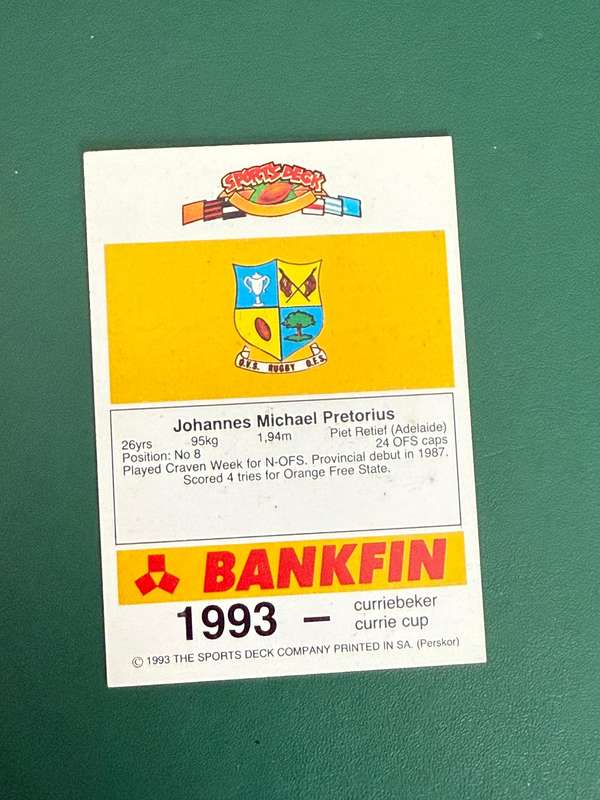 SPORTS DECK
O.V.S. RUGBY O.F.S.
Johannes Michael Pretorius
26yrs 95kg 1,94m Piet Retief (Adelaide)
Position: No 8 24 OFS caps
Played Craven Week for N-OFS. Provincial debut in 1987.
Scored 4 tries for Orange Free State.
BANKFIN
1993 – curriebeker
currie cup
© 1993 THE SPORTS DECK COMPANY PRINTED IN SA. (Perskor)